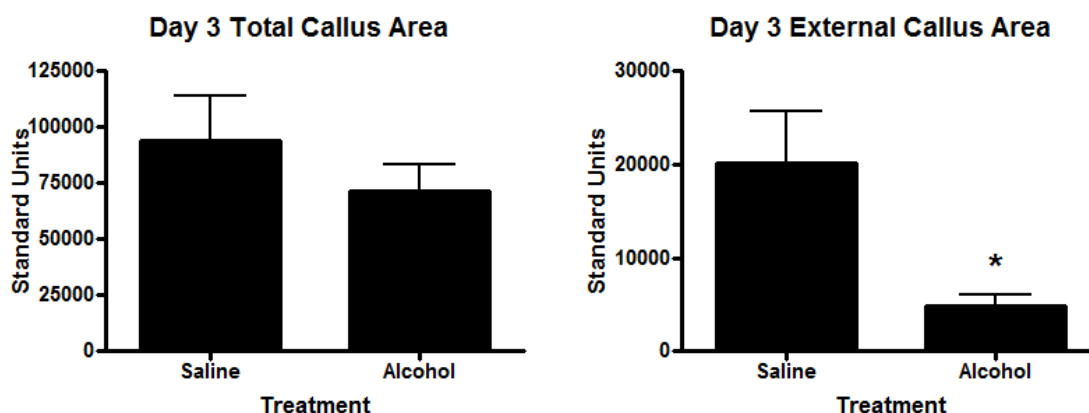 Day 3 Total Callus Area
125000
100000
75000
50000
25000
0
Standard Units
Saline
Alcohol
Treatment
Day 3 External Callus Area
30000
20000
10000
0
Standard Units
*
Saline
Alcohol
Treatment